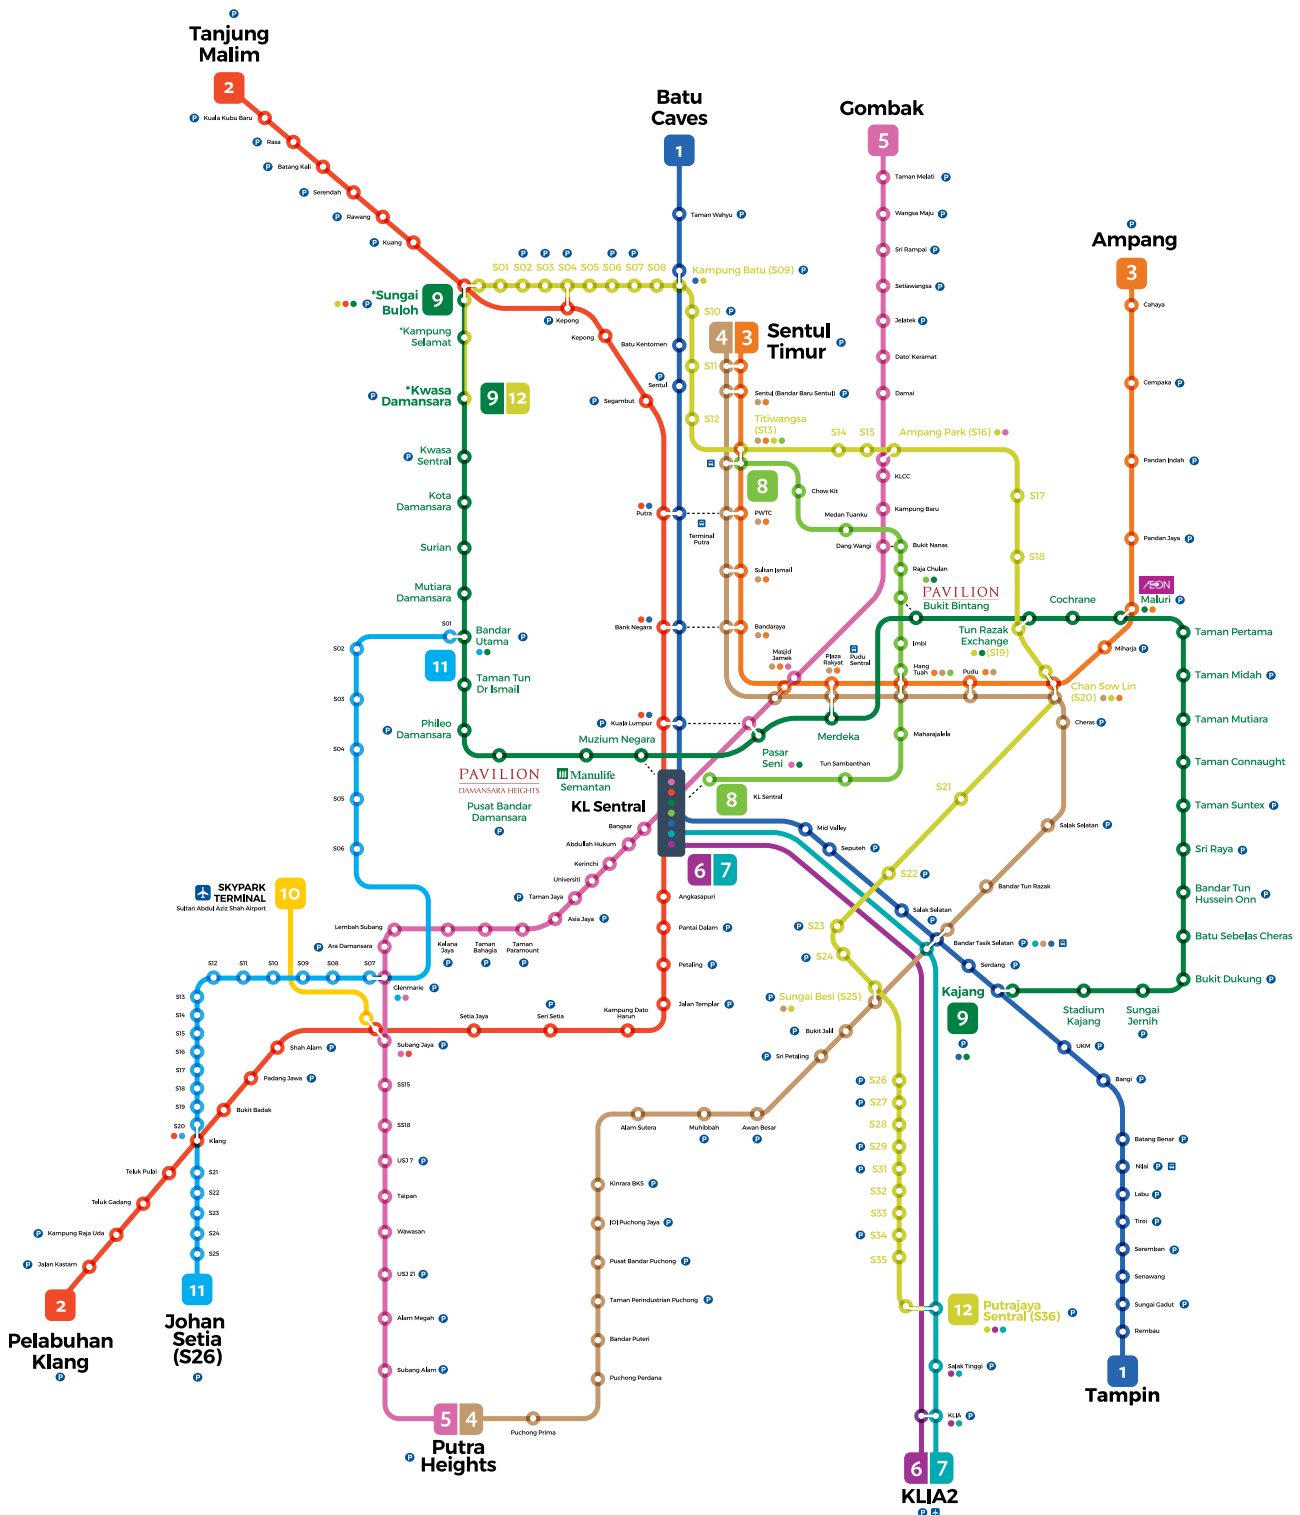 P
Tanjung
Malim
2
P Kuala Kubu Baru
P Rasa
P Batang Kali
P Serendah
P Rawang
P Kuang
Batu
Caves
1
Taman Wahyu P
Kampung Batu (S09) P
Gombak
5
Taman Melati P
Wangsa Maju P
Sri Rampai P
Setiawangsa P
Jelatek P
Dato' Keramat
Damai
P
Ampang
3
Cahaya
Cempaka P
Pandan Indah P
Pandan Jaya P
AEON
Maluri P
Miharja P
P P P P P
S01 S02 S03 S04 S05 S06 S07 S08
*Sungai
Buloh
P
9
*Kampung
Selamat
P *Kwasa
Damansara
9 12
P Kwasa
Sentral
Kota
Damansara
Surian
Mutiara
Damansara
S01
Bandar
Utama P
11
Taman Tun
Dr Ismail
P Phileo
Damansara
P Kepong
Kepong
P Segambut
Batu Kentomen
P
Sentul
S10 P
S11
S12
4 3
Sentul
Timur P
Sentul (Bandar Baru Sentul) P
Titiwangsa
(S13)
S14 S15 Ampang Park (S16)
8
KLCC
Chow Kit
Kampung Baru
Medan Tuanku
Dang Wangi
Bukit Nanas
Raja Chulan
PAVILION
Bukit Bintang
S17
S18
Cochrane
Tun Razak
Exchange
(S19)
Putra
Terminal
Putra
PWTC
Sultan Ismail
Bank Negara
Bandaraya
Masjid
Jamek
Plaza
Rakyat
Pudu
Sentral
Imbi
Hang
Tuah
Pudu
Chan Sow Lin
(S20)
Cheras P
P Kuala Lumpur
Muzium Negara
Pasar
Seni
Merdeka
Maharajalela
Tun Sambanthan
8
KL Sentral
PAVILION
DAMANSARA HEIGHTS
Pusat Bandar
Damansara
P
Manulife
Semantan
KL Sentral
6 7
Taman Pertama
Taman Midah P
Taman Mutiara
Taman Connaught
Taman Suntex P
Sri Raya P
Bandar Tun
Hussein Onn P
Batu Sebelas Cheras
Bukit Dukung P
Sungai
Jernih
P
Stadium
Kajang
Kajang
9
P
S02
S03
S04
S05
S06
SKYPARK
TERMINAL
Sultan Abdul Aziz Shah Airport
10
Bangsar
Abdullah Hukum
Kerinchi
Universiti
P Taman Jaya
Asia Jaya P
Taman
Paramount
P
Taman
Bahagia
P
Kelana
Jaya
P
Lembah Subang
P Ara Damansara
Glenmarie
S12 S11 S10 S09 S08 S07
S13
S14
S15
S16
S17
S18
S19
S20
S21
S22
S23
S24
S25
11
Johan
Setia
(S26)
P
Angkasapuri
Pantai Dalam P
Petaling P
Jalan Templar P
Kampung Dato
Harun
P
Seri Setia
Setia Jaya
Subang Jaya P
Shah Alam P
Padang Jawa P
Bukit Badak
Klang
Teluk Pulai
Teluk Gadang
P Kampung Raja Uda
P Jalan Kastam
2
Pelabuhan
Klang
P
SS15
SS18
USJ 7 P
Taipan
Wawasan
USJ 21 P
Alam Megah P
Subang Alam P
5 4
P Putra
Heights
Puchong Prima
Puchong Perdana
Bandar Puteri
Taman Perindustrian Puchong P
Pusat Bandar Puchong P
IOI Puchong Jaya P
Kinrara BK5 P
Alam Sutera
Muhibbah
P
Awan Besar
P
P Sri Petaling
P Bukit Jalil
P Sungai Besi (S25)
P S24
P S23
S22 P
S21
Salak Selatan P
Bandar Tun Razak
Mid Valley
Seputeh P
Salak Selatan
P
Bandar Tasik Selatan P
Serdang P
UKM P
Bangi P
Batang Benar P
Nilai P
Labu P
Tiroi P
Seremban P
Senawang
Sungai Gadut P
Rembau
1
Tampin
P S26
P S27
S28
P S29
P S31
S32
S33
P S34
S35
12
Putrajaya
Sentral (S36) P
Salak Tinggi P
KLIA P
6 7
KLIA2
P